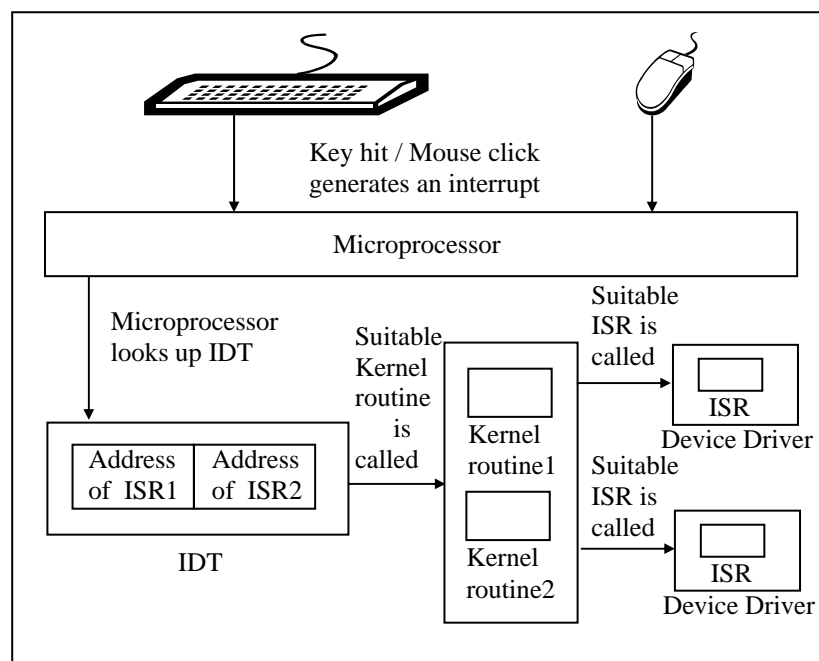 Key hit / Mouse click
generates an interrupt
Microprocessor
Microprocessor
looks up IDT
Suitable
Kernel
routine
is
called
Suitable
ISR is
called
ISR
Device Driver
Address
of ISR1
Address
of ISR2
IDT
Kernel
routine1
Kernel
routine2
Suitable
ISR is
called
ISR
Device Driver